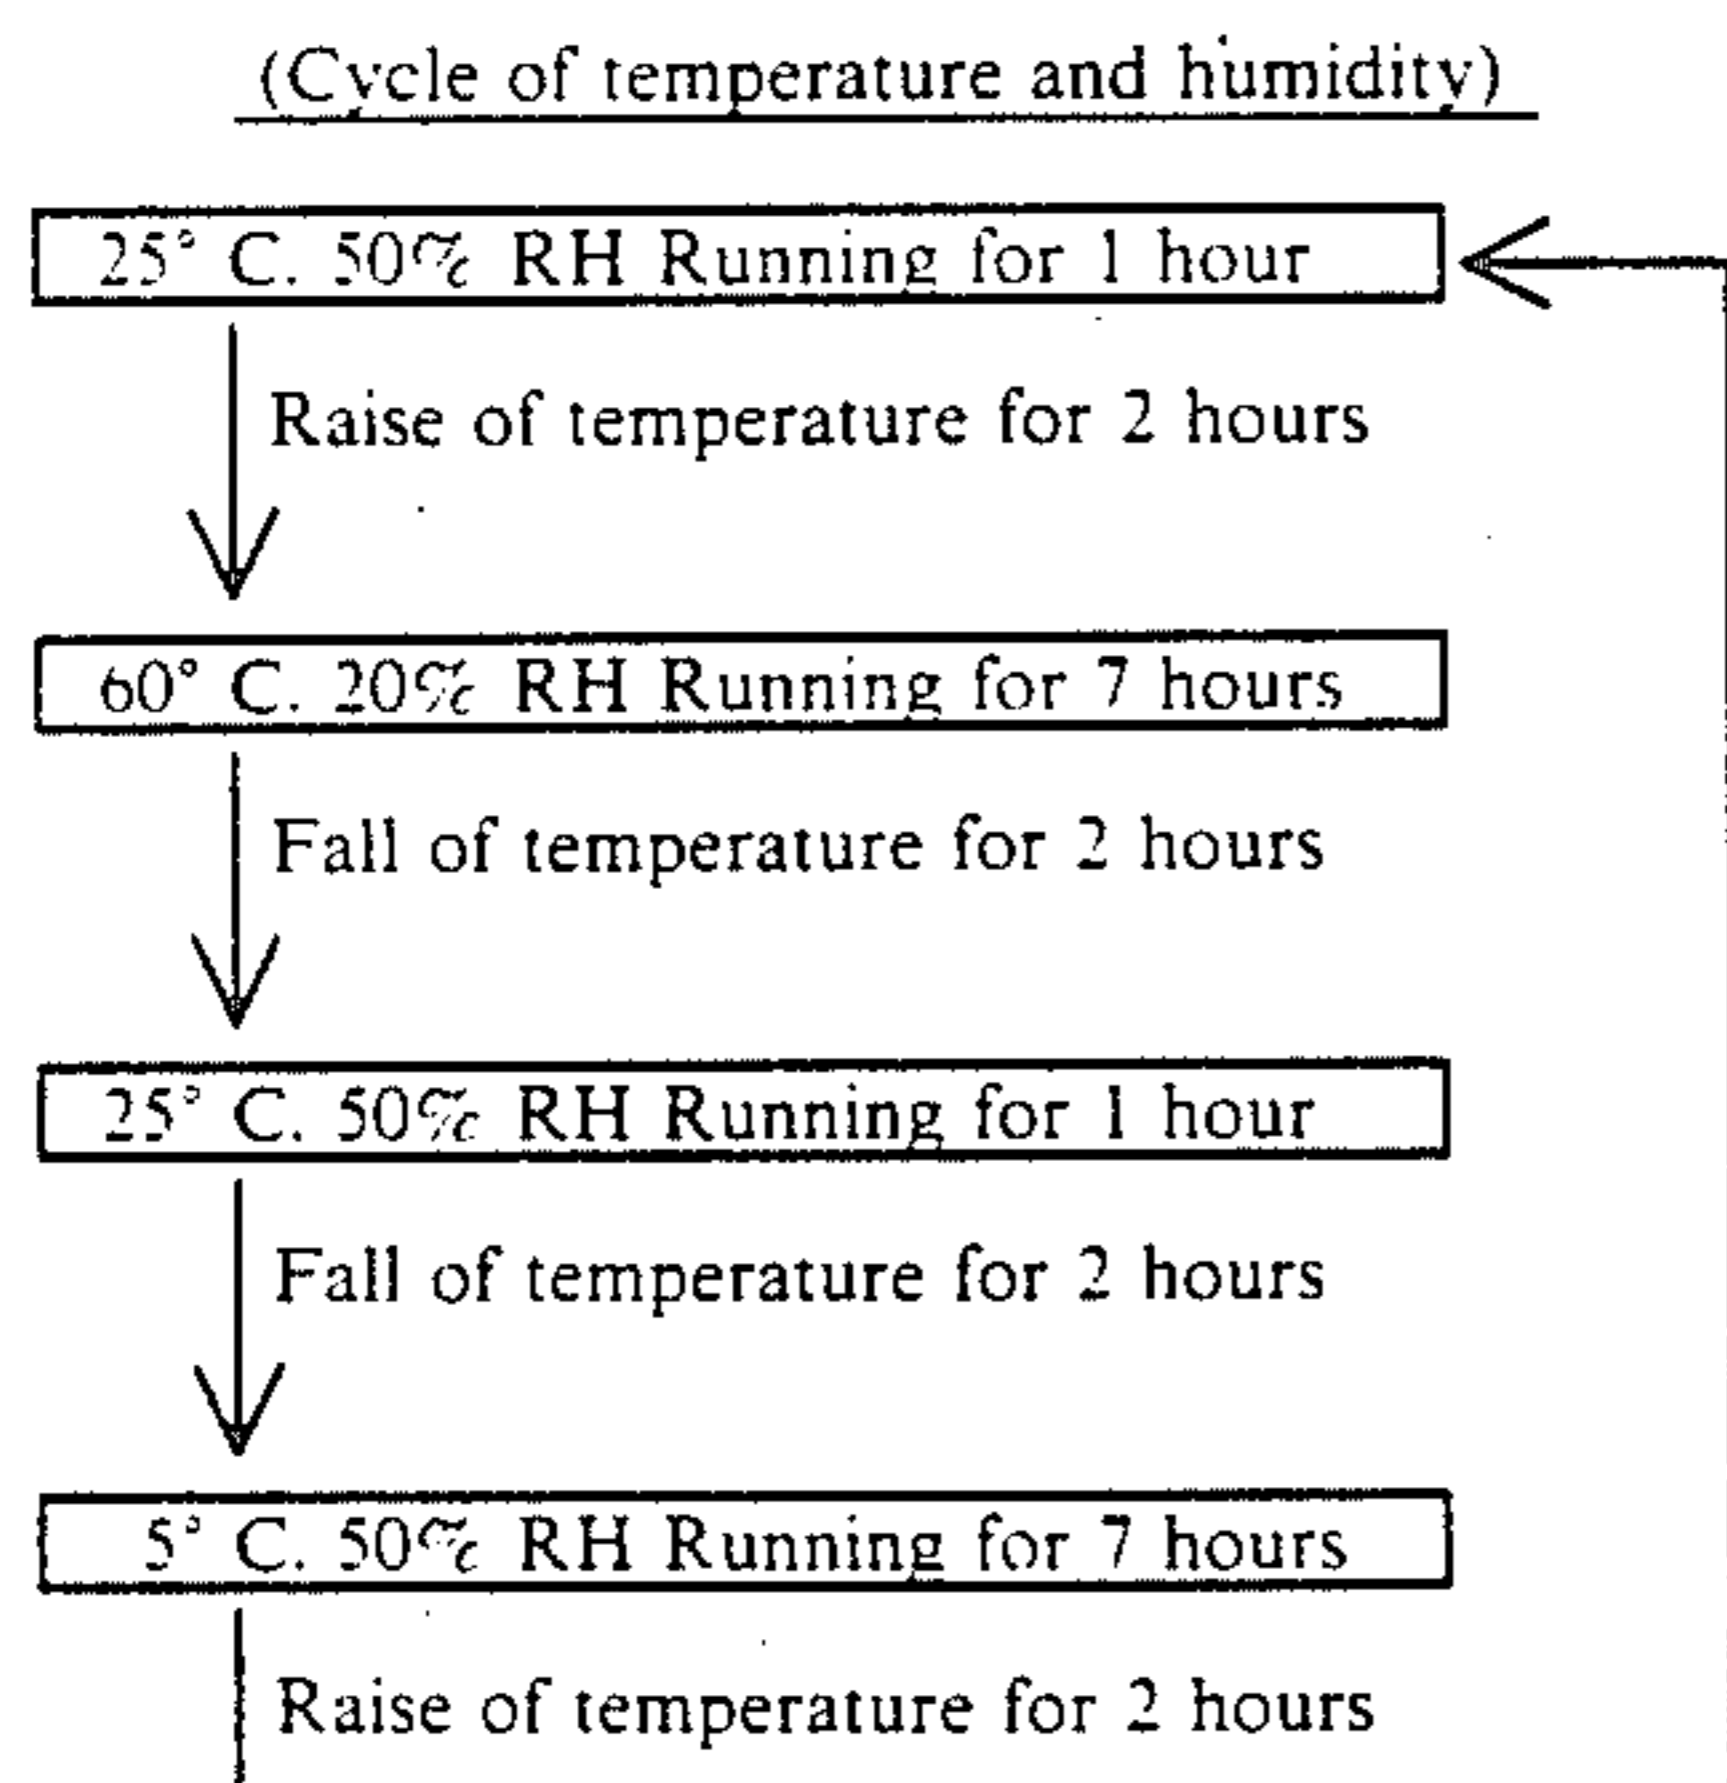 (Cycle of temperature and humidity)
25° C. 50% RH Running for 1 hour
Raise of temperature for 2 hours
60° C. 20% RH Running for 7 hours
Fall of temperature for 2 hours
25° C. 50% RH Running for 1 hour
Fall of temperature for 2 hours
5° C. 50% RH Running for 7 hours
Raise of temperature for 2 hours